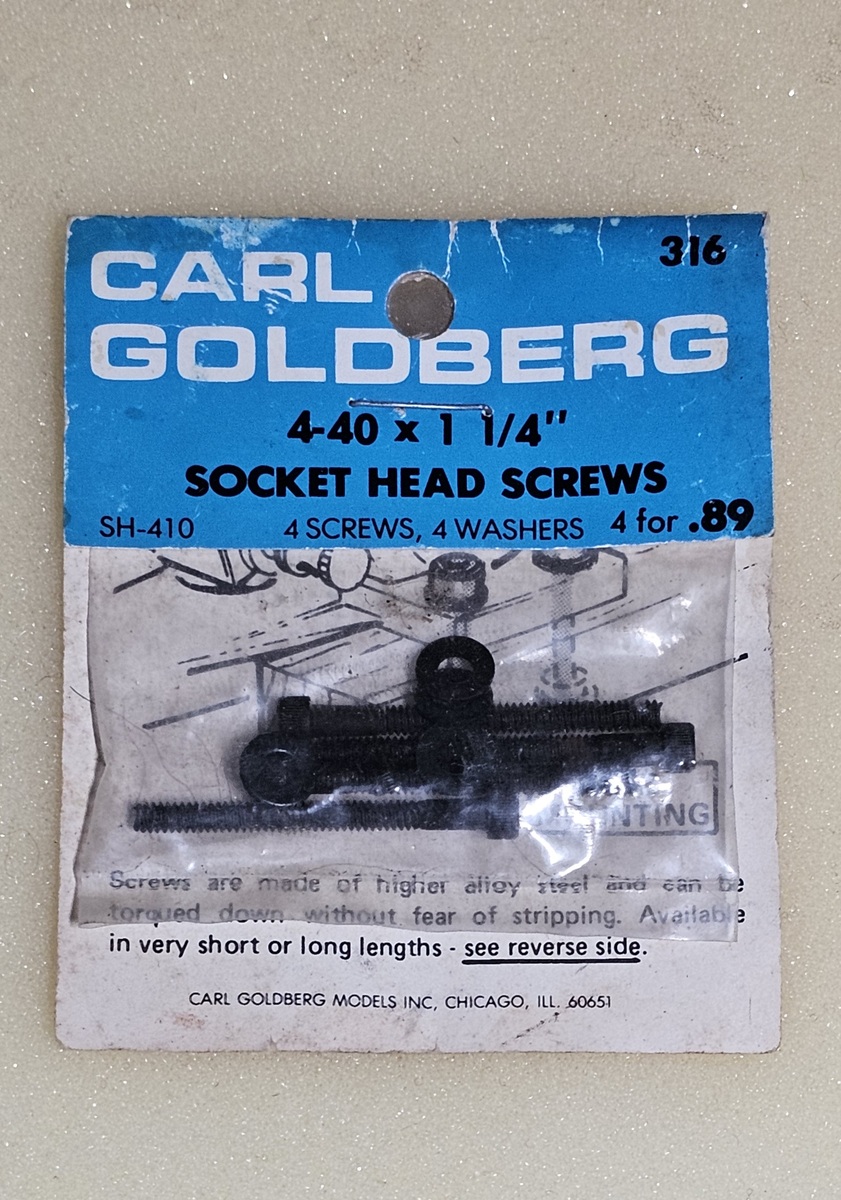 CARL
316
GOLDBERG
4-40 x 1 1/4"
SOCKET HEAD SCREWS
SH-410 4 SCREWS, 4 WASHERS 4 for .89
Screws are made of higher alloy steel and can be
torqued down without fear of stripping. Available
in very short or long lengths - see reverse side.
CARL GOLDBERG MODELS INC, CHICAGO, ILL. 60651